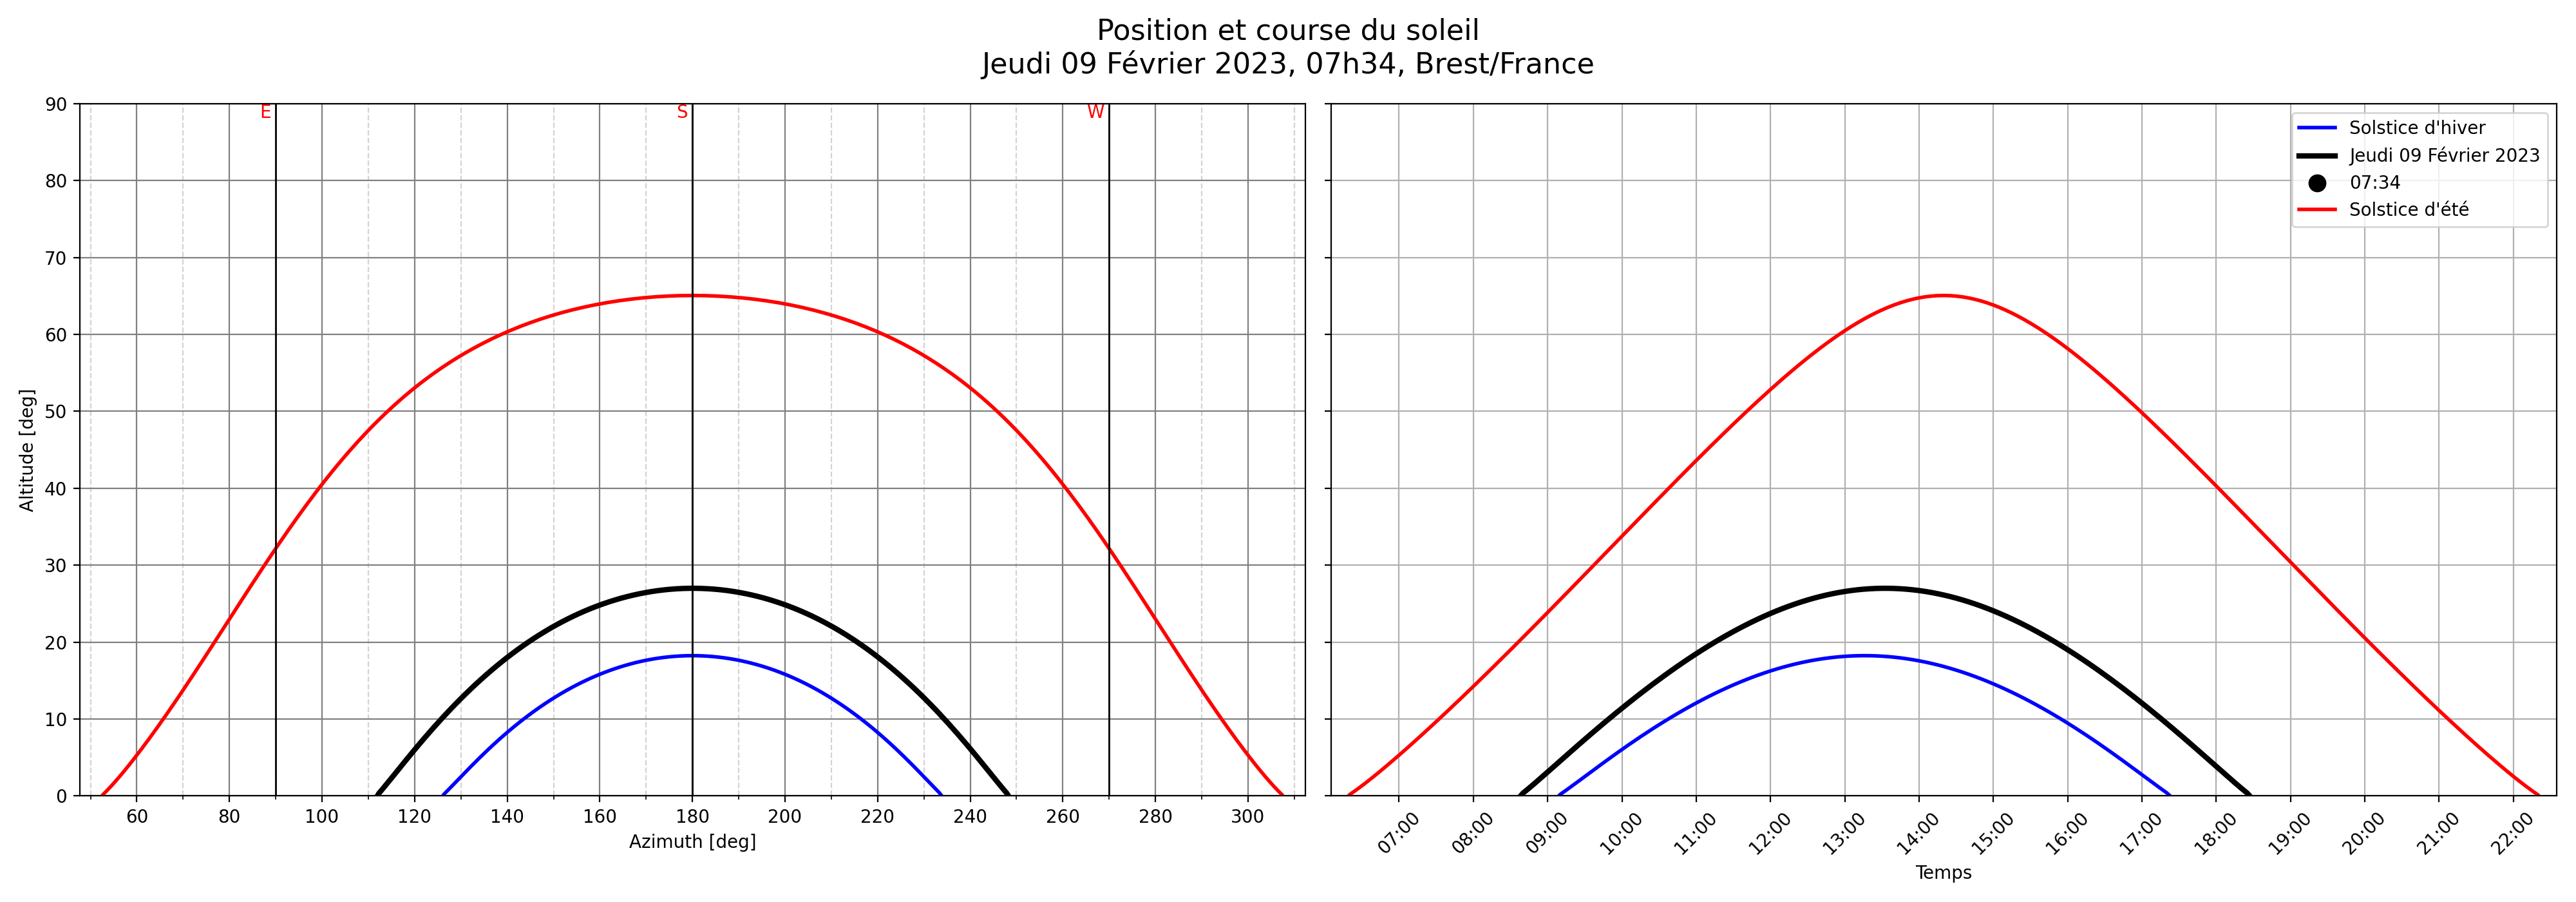 Position et course du soleil
Jeudi 09 Février 2023, 07h34, Brest/France
E
S
W
90
80
70
60
50
40
30
20
10
0
Altitude [deg]
60 80 100 120 140 160 180 200 220 240 260 280 300
Azimuth [deg]
Solstice d'hiver
Jeudi 09 Février 2023
07:34
Solstice d'été
07:00 08:00 09:00 10:00 11:00 12:00 13:00 14:00 15:00 16:00 17:00 18:00 19:00 20:00 21:00 22:00
Temps